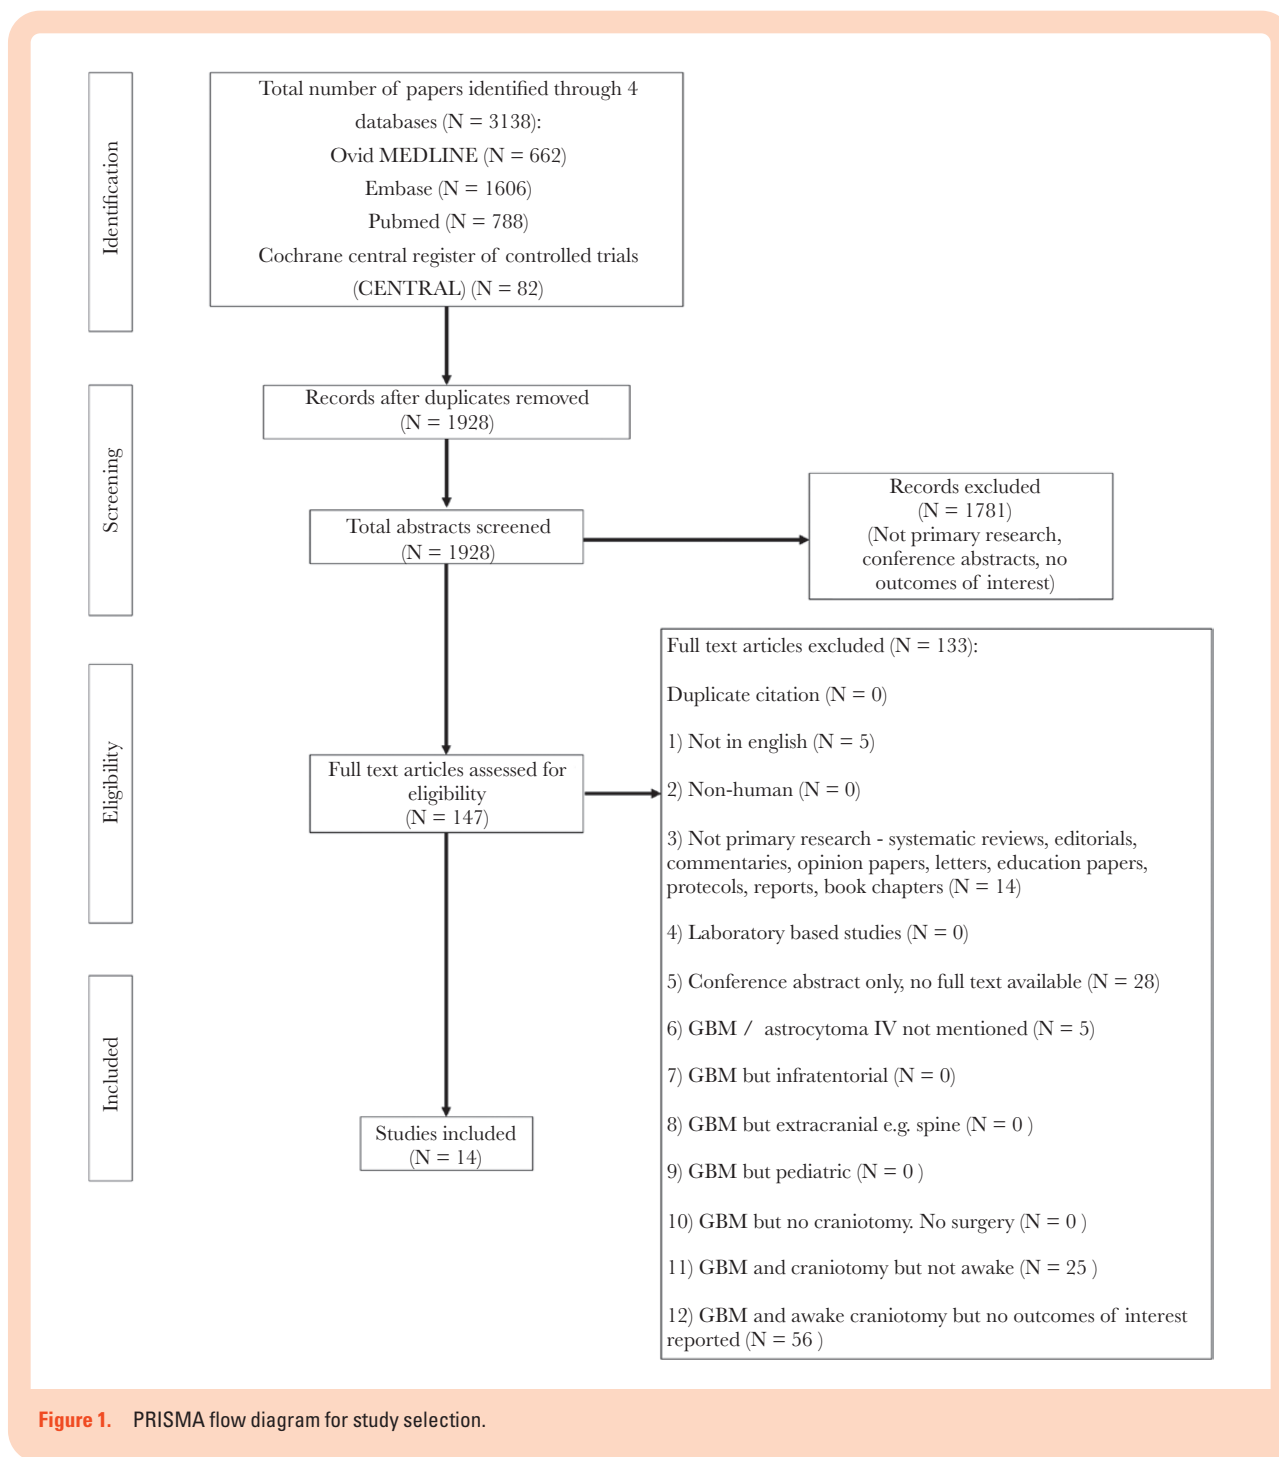 Identification
Total number of papers identified through 4
databases (N = 3138):
Ovid MEDLINE (N = 662)
Embase (N = 1606)
Pubmed (N = 788)
Cochrane central register of controlled trials
(CENTRAL) (N = 82)
Screening
Records after duplicates removed
(N = 1928)
Total abstracts screened
(N = 1928)
Records excluded
(N = 1781)
(Not primary research,
conference abstracts, no
outcomes of interest)
Eligibility
Full text articles assessed for
eligibility
(N = 147)
Full text articles excluded (N = 133):
Duplicate citation (N = 0)
1) Not in english (N = 5)
2) Non-human (N = 0)
3) Not primary research - systematic reviews, editorials,
commentaries, opinion papers, letters, education papers,
protecols, reports, book chapters (N = 14)
4) Laboratory based studies (N = 0)
5) Conference abstract only, no full text available (N = 28)
6) GBM / astrocytoma IV not mentioned (N = 5)
7) GBM but infratentorial (N = 0)
8) GBM but extracranial e.g. spine (N = 0 )
9) GBM but pediatric (N = 0 )
10) GBM but no craniotomy. No surgery (N = 0 )
11) GBM and craniotomy but not awake (N = 25 )
12) GBM and awake craniotomy but no outcomes of interest
reported (N = 56 )
Included
Studies included
(N = 14)
Figure 1. PRISMA flow diagram for study selection.